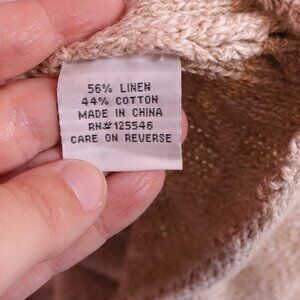 56% LINEN
44% COTTON
MADE IN CHINA
RN#125546
CARE ON REVERSE